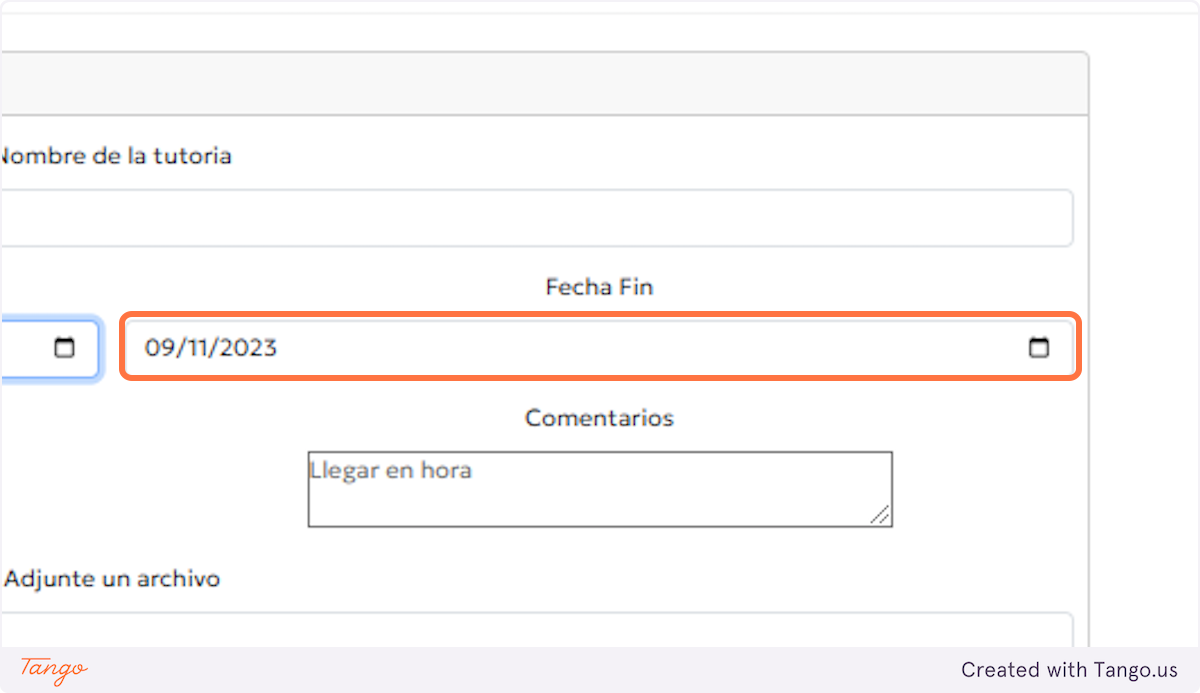 Nombre de la tutoria
Fecha Fin
09/11/2023
Comentarios
Llegar en hora
Adjunte un archivo
Tango
Created with Tango.us